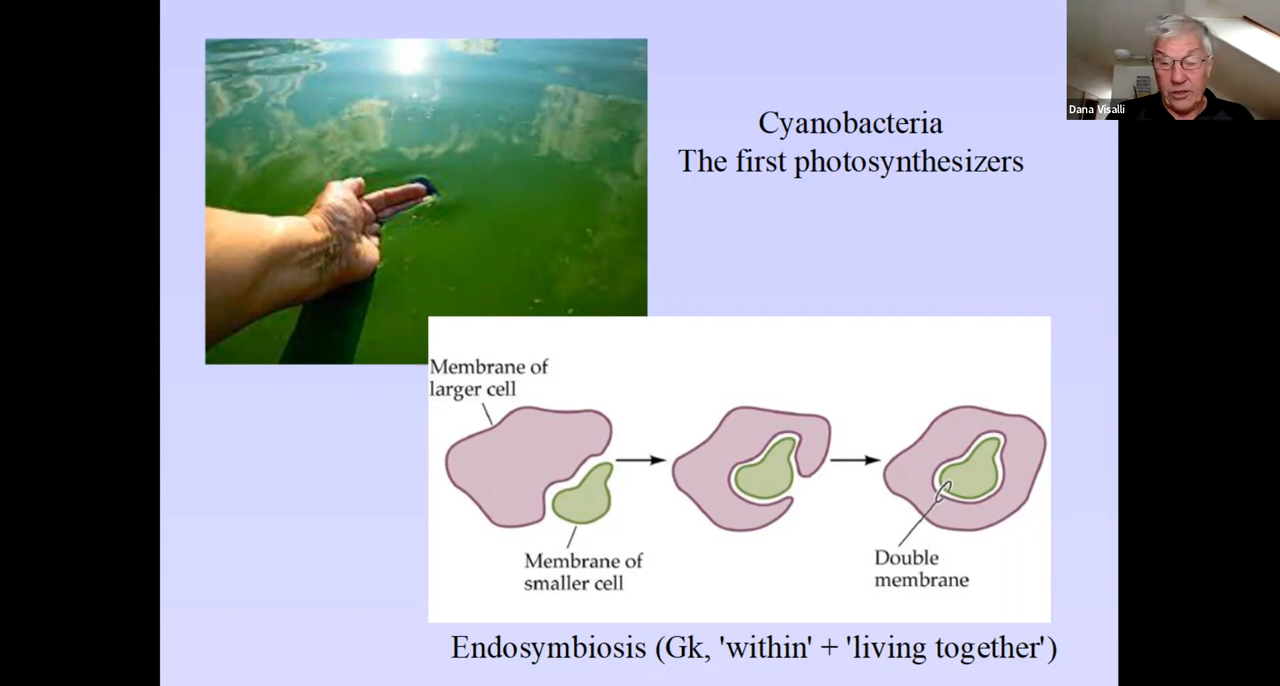 Dana Visalli
Cyanobacteria
The first photosynthesizers
Membrane of
larger cell
Membrane of
smaller cell
Double
membrane
Endosymbiosis (Gk, 'within' + 'living together')